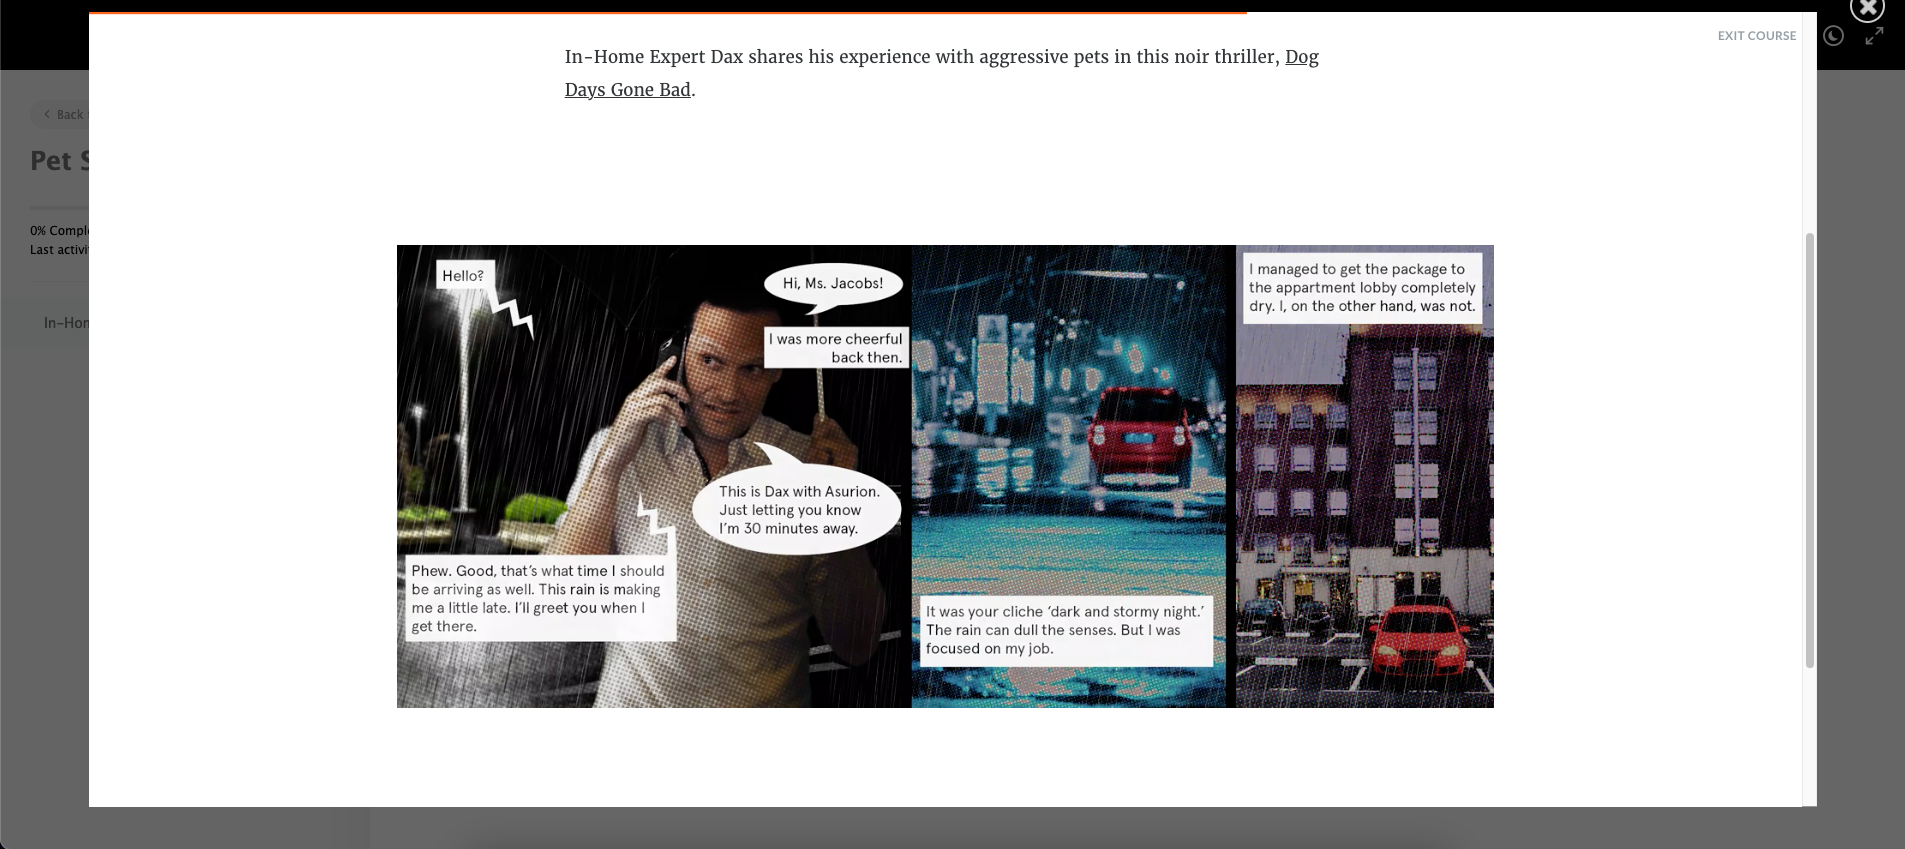 EXIT COURSE
In-Home Expert Dax shares his experience with aggressive pets in this noir thriller, Dog
Days Gone Bad.
Back
Pet
0% Comple
Last activi
In-Hon
Hello?
Hi, Ms. Jacobs!
I was more cheerful
back then.
This is Dax with Asurion.
Just letting you know
I'm 30 minutes away.
Phew. Good, that's what time I should
be arriving as well. This rain is making
me a little late. I'll greet you when I
get there.
It was your cliche 'dark and stormy night.'
The rain can dull the senses. But I was
focused on my job.
I managed to get the package to
the appartment lobby completely
dry. I, on the other hand, was not.